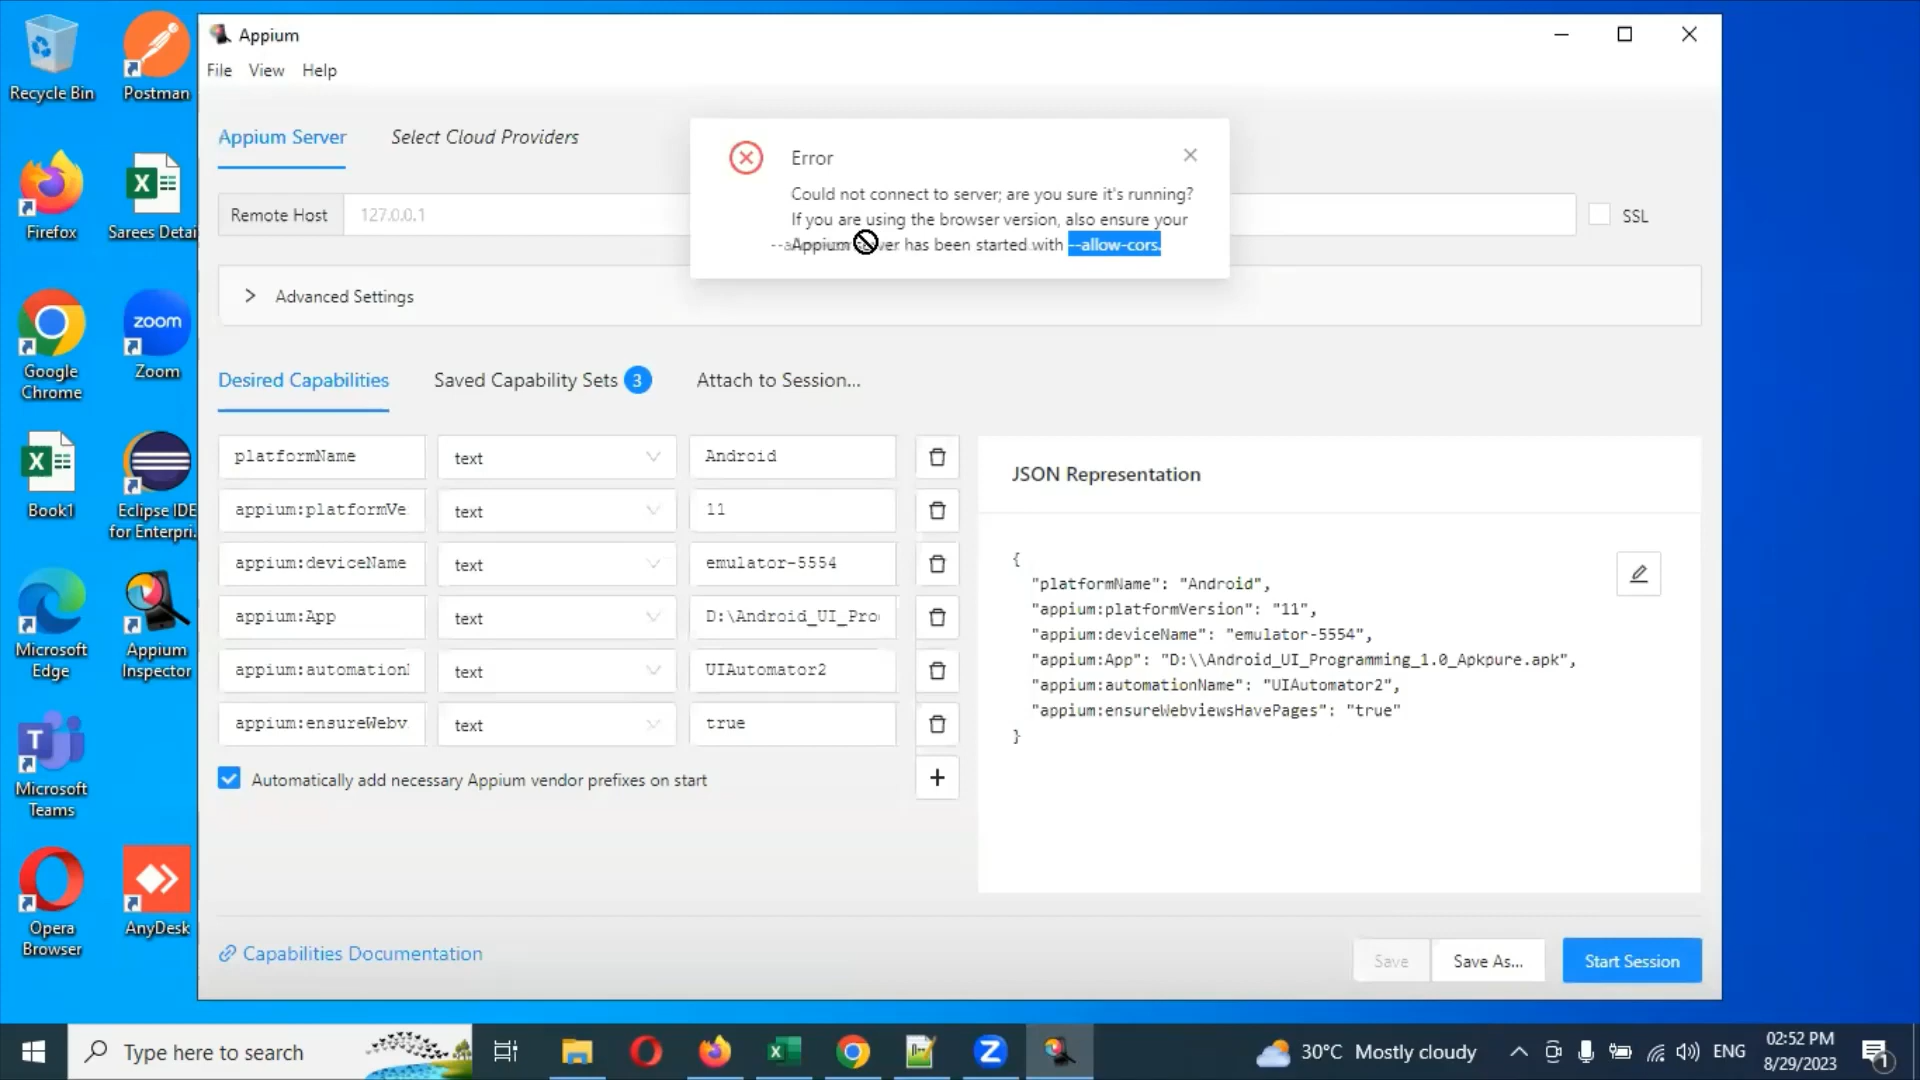 Recycle Bin
Postman
Firefox
Sarees Detai
Google
Chrome
zoom
Zoom
Book1
Eclipse IDE
for Enterpri...
Microsoft
Edge
Appium
Inspector
Microsoft
Teams
Opera
Browser
AnyDesk
Appium
File View Help
Appium Server
Select Cloud Providers
Remote Host
127.0.0.1
SSL
Error
Could not connect to server; are you sure it's running?
If you are using the browser version, also ensure your
Appium server has been started with --allow-cors.
Advanced Settings
Desired Capabilities
Saved Capability Sets 3
Attach to Session...
platformName text Android
appium:platformVe text 11
appium:deviceName text emulator-5554
appium:App text D:\Android_UI_Pro
appium:automation text UIAutomator2
appium:ensureWebv text true
Automatically add necessary Appium vendor prefixes on start
JSON Representation
{
"platformName": "Android",
"appium:platformVersion": "11",
"appium:deviceName": "emulator-5554",
"appium:App": "D:\\Android_UI_Programming_1.0_Apkpure.apk",
"appium:automationName": "UIAutomator2",
"appium:ensureWebviewsHavePages": "true"
}
Capabilities Documentation
Save
Save As...
Start Session
Type here to search
30°C Mostly cloudy
ENG
02:52 PM
8/29/2023
1